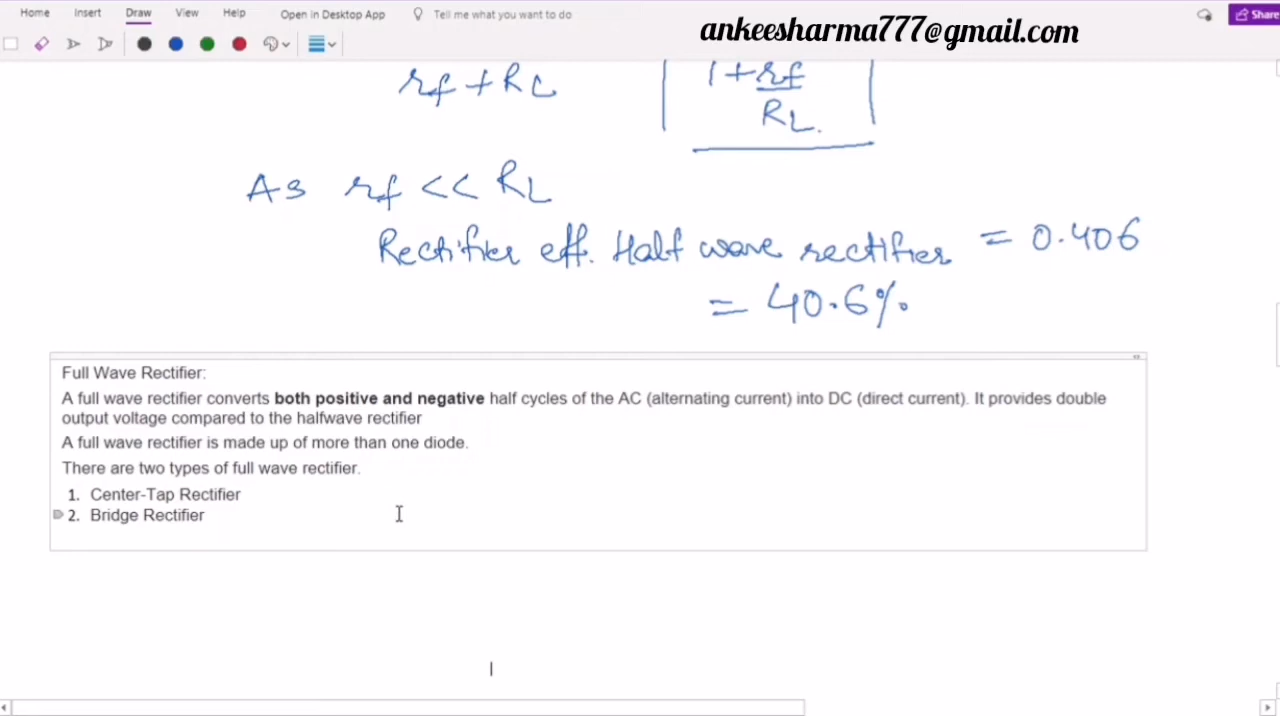 Home Insert Draw View Help Open in Desktop App Tell me what you want to do
ankeesharma777@gmail.com
Share
rf + RL
1 + rf
RL.
As rf << RL
Rectifier eff. Half wave rectifier = 0.406
= 40.6%
Full Wave Rectifier:
A full wave rectifier converts both positive and negative half cycles of the AC (alternating current) into DC (direct current). It provides double
output voltage compared to the halfwave rectifier
A full wave rectifier is made up of more than one diode.
There are two types of full wave rectifier.
1. Center-Tap Rectifier
2. Bridge Rectifier